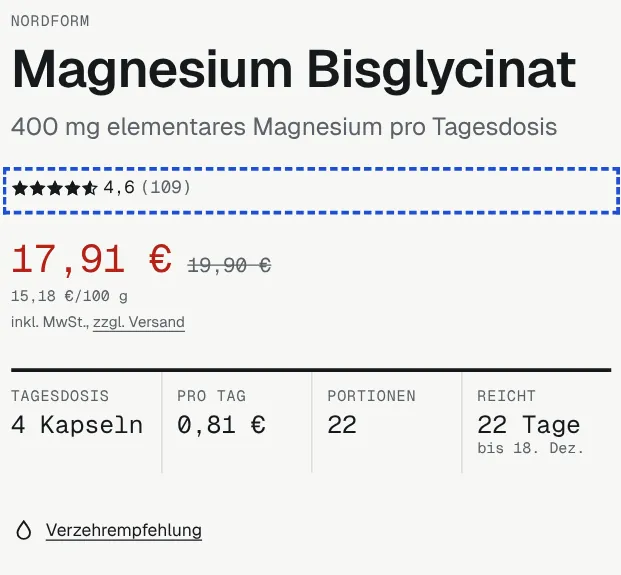 NORDFORM
Magnesium Bisglycinat
400 mg elementares Magnesium pro Tagesdosis
4,6 (109)
17,91 € 19,90 €
15,18 €/100 g
inkl. MwSt., zzgl. Versand
TAGESDOSIS PRO TAG PORTIONEN REICHT
4 Kapseln 0,81 € 22 22 Tage
bis 18. Dez.
Verzehrempfehlung